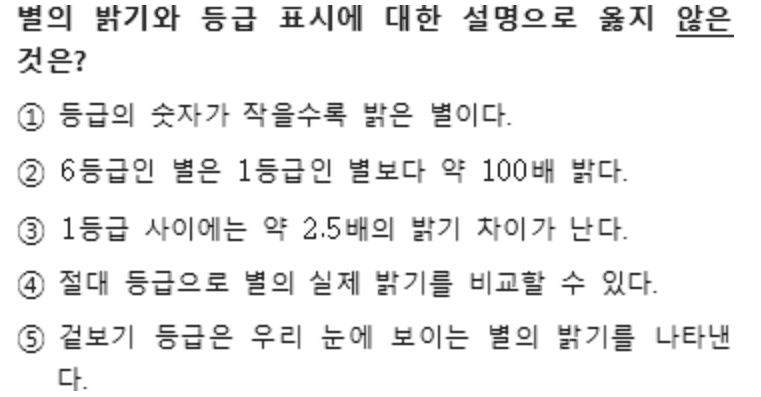 별의 밝기와 등급 표시에 대한 설명으로 옳지 않은
것은?
① 등급의 숫자가 작을수록 밝은 별이다.
② 6등급인 별은 1등급인 별보다 약 100배 밝다.
③ 1등급 사이에는 약 2.5배의 밝기 차이가 난다.
④ 절대 등급으로 별의 실제 밝기를 비교할 수 있다.
⑤ 겉보기 등급은 우리 눈에 보이는 별의 밝기를 나타낸
다.